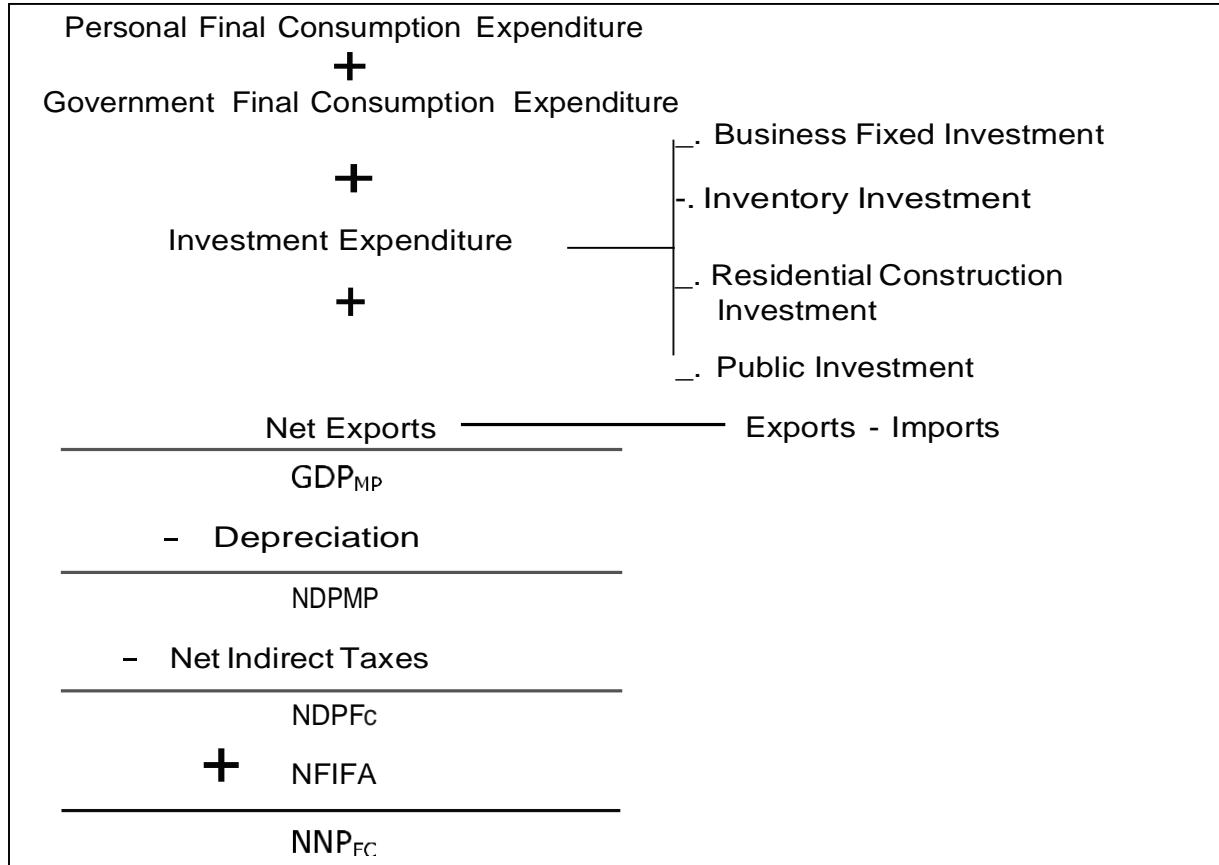 Personal Final Consumption Expenditure
+
Government Final Consumption Expenditure
_. Business Fixed Investment
+
-. Inventory Investment
Investment Expenditure
_. Residential Construction
Investment
+
_. Public Investment
Net Exports
Exports - Imports
GDPMP
- Depreciation
NDPMP
- Net Indirect Taxes
NDPFc
+ NFIFA
NNPFC